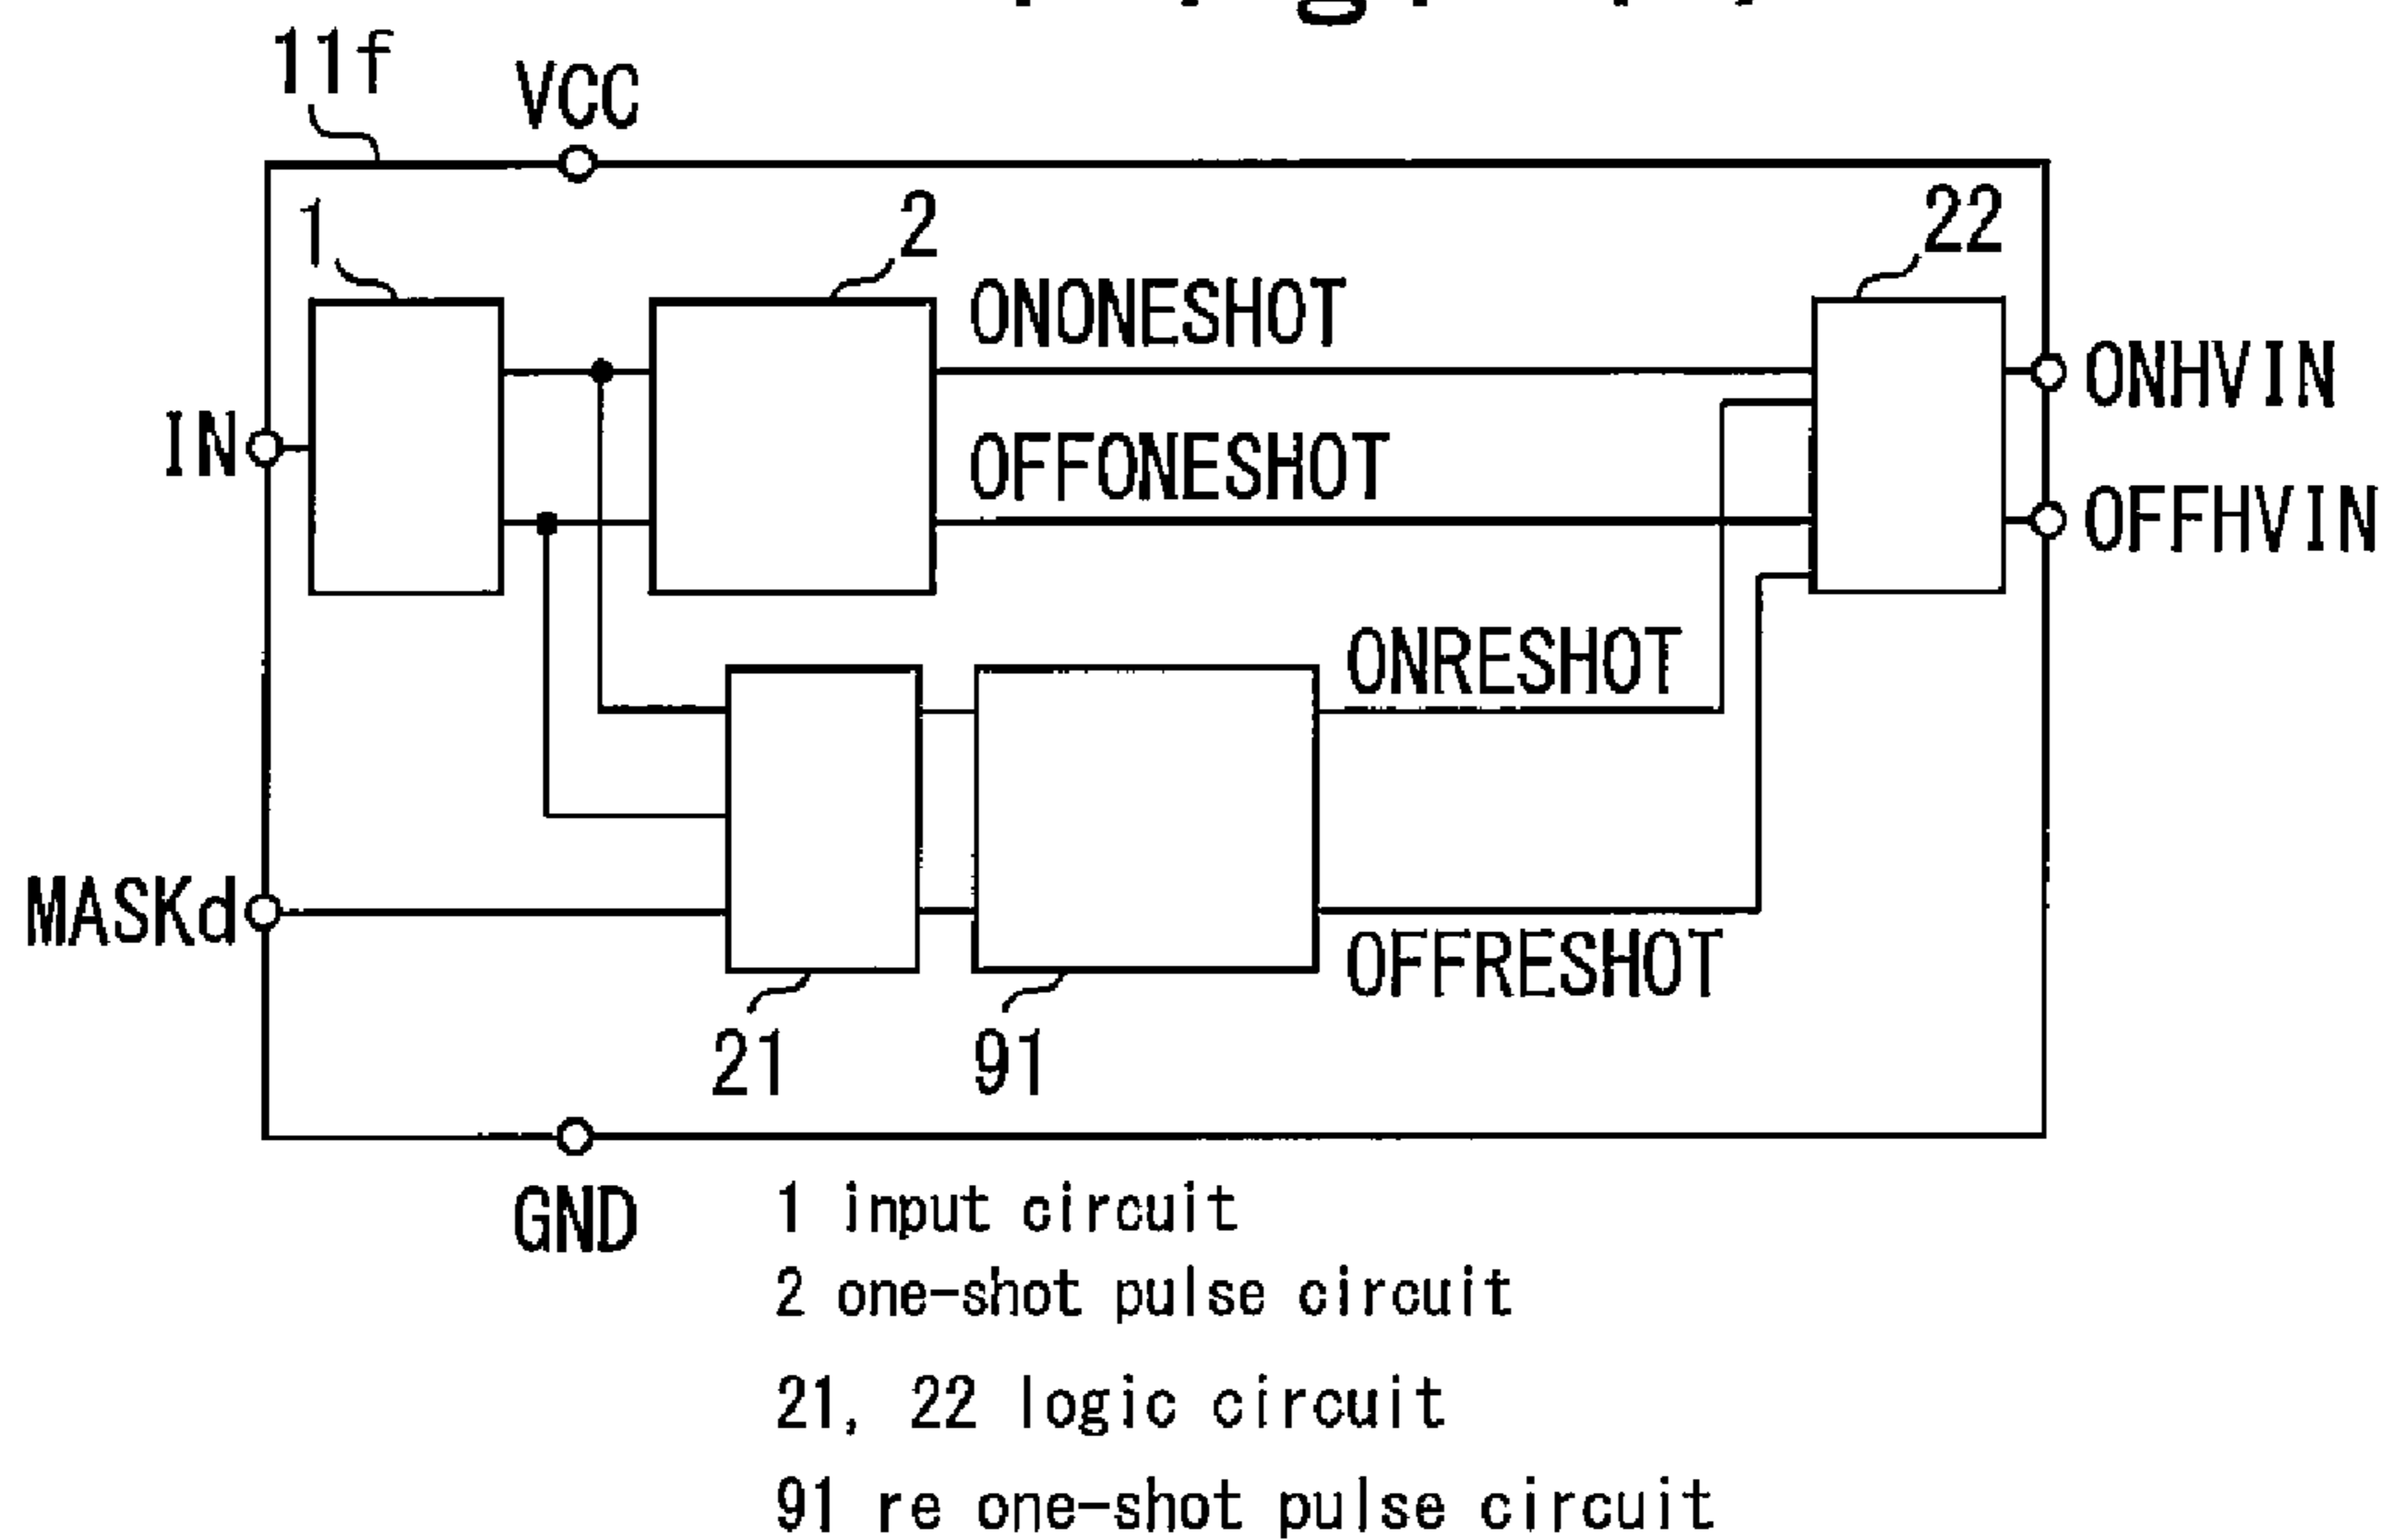 11f
VCC
1
2
22
ONONESHOT
ONHVIN
IN
OFFONESHOT
OFFHVIN
ONRESHOT
MASKd
OFFRESHOT
21
91
GND
1 input circuit
2 one-shot pulse circuit
21, 22 logic circuit
91 re one-shot pulse circuit